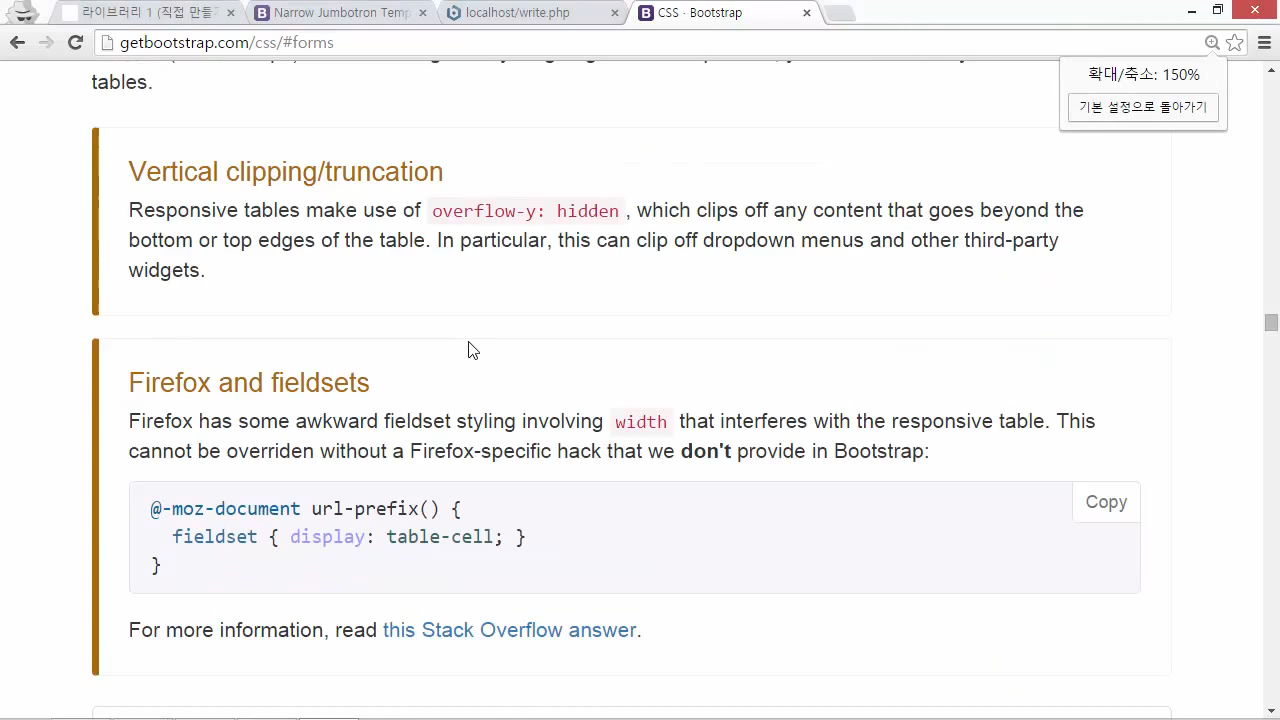 라이브러리 1 (직접 만들
Narrow Jumbotron Temp
localhost/write.php
CSS · Bootstrap
getbootstrap.com/css/#forms
확대/축소: 150%
기본 설정으로 돌아가기
tables.
Vertical clipping/truncation
Responsive tables make use of overflow-y: hidden , which clips off any content that goes beyond the
bottom or top edges of the table. In particular, this can clip off dropdown menus and other third-party
widgets.
Firefox and fieldsets
Firefox has some awkward fieldset styling involving width that interferes with the responsive table. This
cannot be overriden without a Firefox-specific hack that we don't provide in Bootstrap:
Copy
@-moz-document url-prefix() {
fieldset { display: table-cell; }
}
For more information, read this Stack Overflow answer.